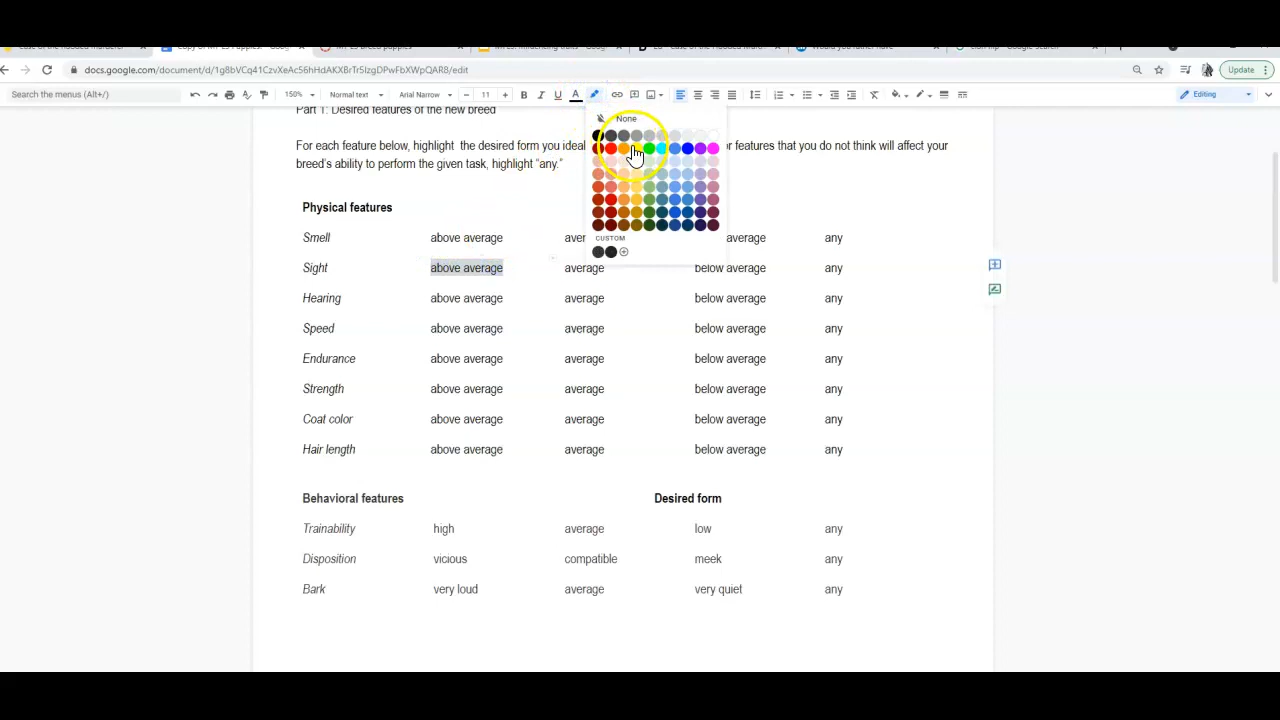 docs.google.com/document/d/1g8bVCq41CzvXeAc56hHdAKXBrTr5IzgDPwFbXWpQAR8/edit
Update
Search the menus (Alt+/)
150%
Normal text
Arial Narrow
11
Editing
Part 1: Desired features of the new breed
None
For each feature below, highlight the desired form you ideal
or features that you do not think will affect your
breed's ability to perform the given task, highlight "any."
Physical features
Smell above average aver average any
CUSTOM
Sight above average average below average any
Hearing above average average below average any
Speed above average average below average any
Endurance above average average below average any
Strength above average average below average any
Coat color above average average below average any
Hair length above average average below average any
Behavioral features Desired form
Trainability high average low any
Disposition vicious compatible meek any
Bark very loud average very quiet any